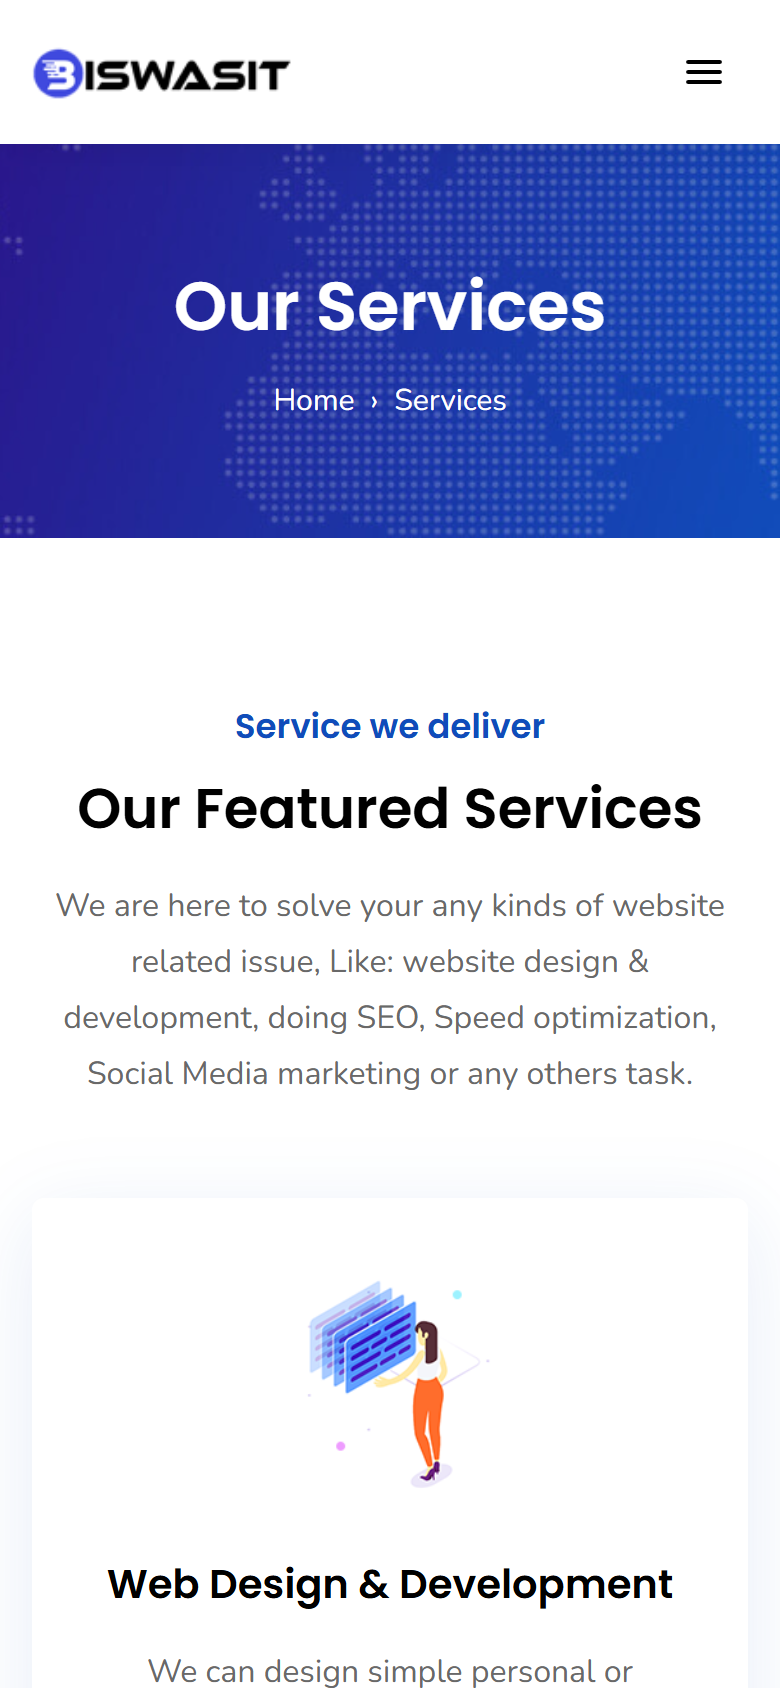 BISWASIT
Our Services
Home › Services
Service we deliver
Our Featured Services
We are here to solve your any kinds of website
related issue, Like: website design &
development, doing SEO, Speed optimization,
Social Media marketing or any others task.
Web Design & Development
We can design simple personal or